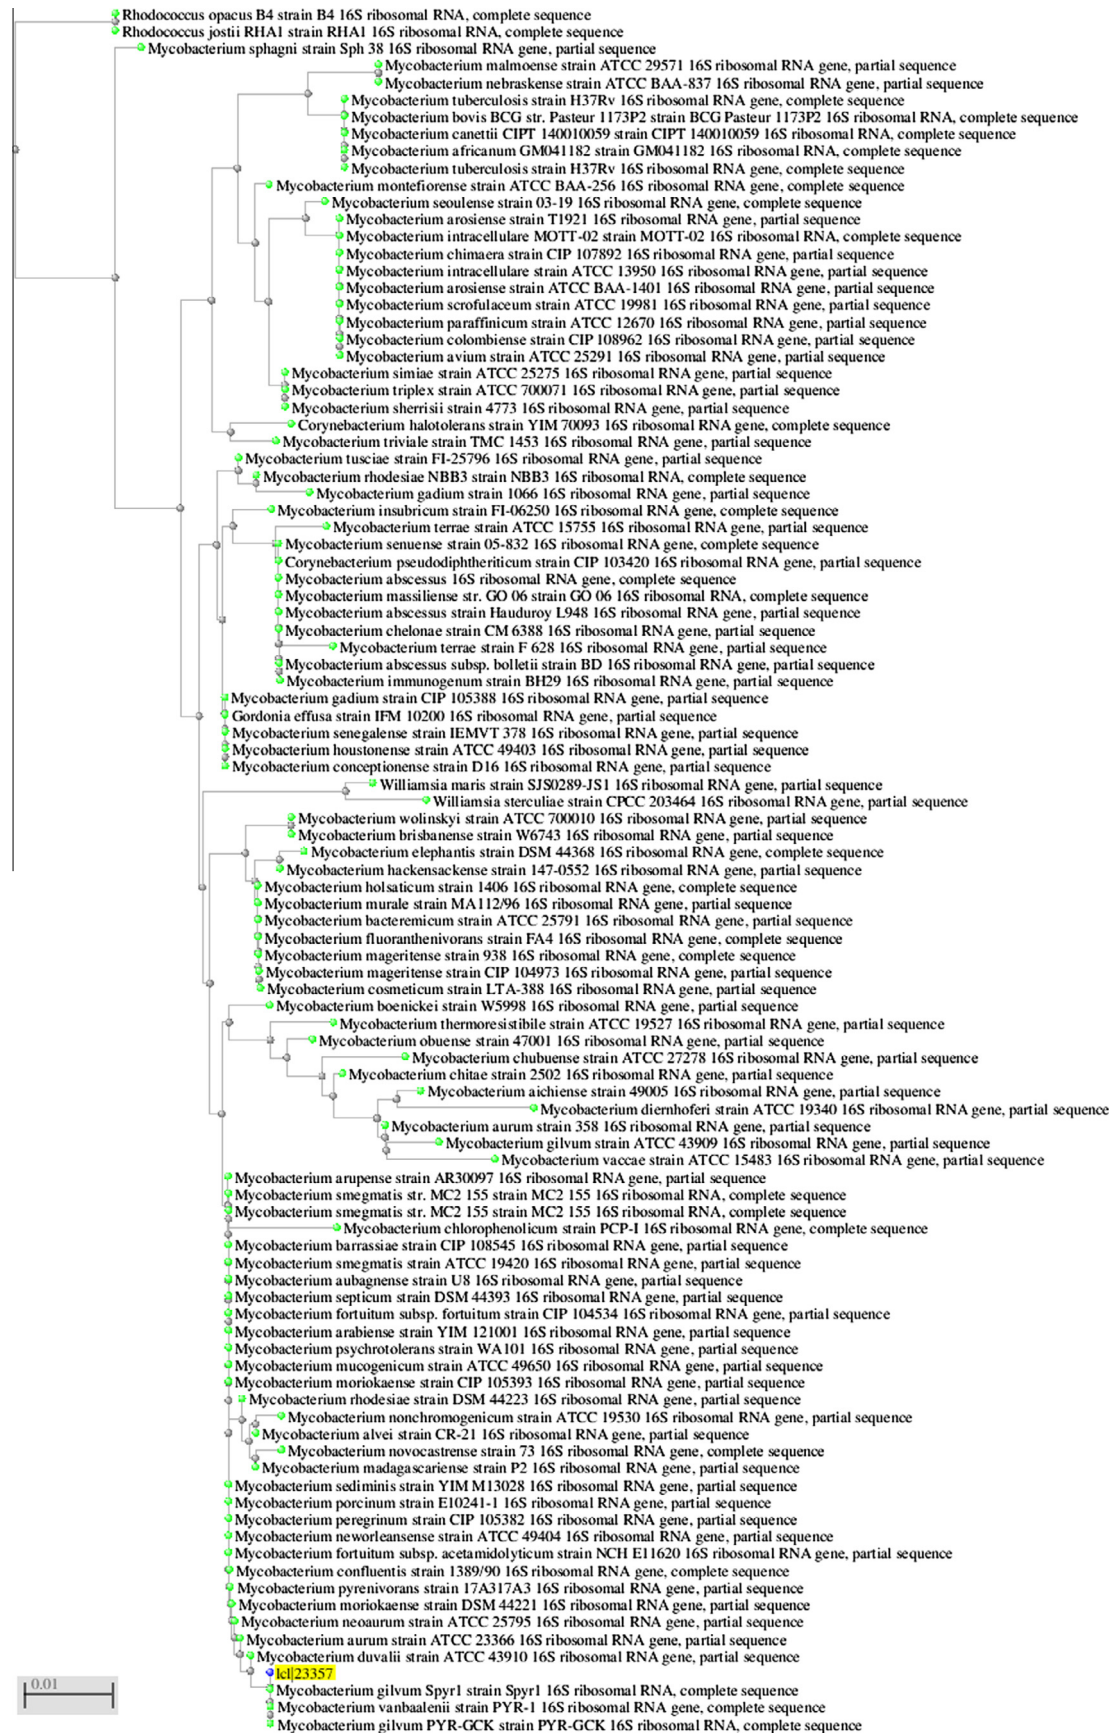 Rhodococcus opacus B4 strain B4 16S ribosomal RNA, complete sequence
Rhodococcus jostii RHA1 strain RHA1 16S ribosomal RNA, complete sequence
Mycobacterium sphagni strain Sph 38 16S ribosomal RNA gene, partial sequence
Mycobacterium malmoense strain ATCC 29571 16S ribosomal RNA gene, partial sequence
Mycobacterium nebraskense strain ATCC BAA-837 16S ribosomal RNA gene, partial sequence
Mycobacterium tuberculosis strain H37Rv 16S ribosomal RNA gene, complete sequence
Mycobacterium bovis BCG str. Pasteur 1173P2 strain BCG Pasteur 1173P2 16S ribosomal RNA, complete sequence
Mycobacterium canettii CIPT 140010059 strain CIPT 140010059 16S ribosomal RNA, complete sequence
Mycobacterium africanum GM041182 strain GM041182 16S ribosomal RNA, complete sequence
Mycobacterium tuberculosis strain H37Rv 16S ribosomal RNA, complete sequence
Mycobacterium montefiorense strain ATCC BAA-256 16S ribosomal RNA gene, complete sequence
Mycobacterium seoulense strain 03-19 16S ribosomal RNA gene, complete sequence
Mycobacterium arosiense strain T1921 16S ribosomal RNA gene, partial sequence
Mycobacterium intracellulare MOTT-02 strain MOTT-02 16S ribosomal RNA, complete sequence
Mycobacterium chimaera strain CIP 107892 16S ribosomal RNA gene, partial sequence
Mycobacterium intracellulare strain ATCC 13950 16S ribosomal RNA gene, partial sequence
Mycobacterium arosiense strain ATCC BAA-1401 16S ribosomal RNA gene, partial sequence
Mycobacterium scrofulaceum strain ATCC 19981 16S ribosomal RNA gene, partial sequence
Mycobacterium paraffinicum strain ATCC 12670 16S ribosomal RNA gene, partial sequence
Mycobacterium colombiense strain CIP 108962 16S ribosomal RNA gene, partial sequence
Mycobacterium avium strain ATCC 25291 16S ribosomal RNA gene, partial sequence
Mycobacterium simiae strain ATCC 25275 16S ribosomal RNA gene, partial sequence
Mycobacterium triplex strain ATCC 700071 16S ribosomal RNA gene, partial sequence
Mycobacterium sherrisii strain 4773 16S ribosomal RNA gene, partial sequence
Corynebacterium halotolerans strain YIM 70093 16S ribosomal RNA gene, complete sequence
Mycobacterium triviale strain TMC 1453 16S ribosomal RNA gene, partial sequence
Mycobacterium tusciae strain FI-25796 16S ribosomal RNA gene, partial sequence
Mycobacterium rhodesiae NBB3 strain NBB3 16S ribosomal RNA, complete sequence
Mycobacterium gadium strain 1066 16S ribosomal RNA gene, partial sequence
Mycobacterium insubricum strain FI-06250 16S ribosomal RNA gene, complete sequence
Mycobacterium terrae strain ATCC 15755 16S ribosomal RNA gene, partial sequence
Mycobacterium senuense strain 05-832 16S ribosomal RNA gene, complete sequence
Corynebacterium pseudodiphtheriticum strain CIP 103420 16S ribosomal RNA gene, partial sequence
Mycobacterium abscessus 16S ribosomal RNA gene, complete sequence
Mycobacterium massiliense str. GO 06 strain GO 06 16S ribosomal RNA, complete sequence
Mycobacterium abscessus strain Hauduroy L948 16S ribosomal RNA gene, partial sequence
Mycobacterium chelonae strain CM 6388 16S ribosomal RNA gene, partial sequence
Mycobacterium terrae strain F 628 16S ribosomal RNA gene, partial sequence
Mycobacterium abscessus subsp. bolletii strain BD 16S ribosomal RNA gene, partial sequence
Mycobacterium immunogenum strain BH29 16S ribosomal RNA gene, partial sequence
Mycobacterium gadium strain CIP 105388 16S ribosomal RNA gene, partial sequence
Gordonia effusa strain IFM 10200 16S ribosomal RNA gene, partial sequence
Mycobacterium senegalense strain IEMVT 378 16S ribosomal RNA gene, partial sequence
Mycobacterium houstonense strain ATCC 49403 16S ribosomal RNA gene, partial sequence
Mycobacterium conceptionense strain D16 16S ribosomal RNA gene, partial sequence
Williamsia maris strain SJS0289-JS1 16S ribosomal RNA gene, partial sequence
Williamsia sterculiae strain CPCC 203464 16S ribosomal RNA gene, partial sequence
Mycobacterium wolinskyi strain ATCC 700010 16S ribosomal RNA gene, partial sequence
Mycobacterium brisbanense strain W6743 16S ribosomal RNA gene, partial sequence
Mycobacterium elephantis strain DSM 44368 16S ribosomal RNA gene, complete sequence
Mycobacterium hackensackense strain 147-0552 16S ribosomal RNA gene, partial sequence
Mycobacterium holsaticum strain 1406 16S ribosomal RNA gene, complete sequence
Mycobacterium murale strain MA112/96 16S ribosomal RNA gene, partial sequence
Mycobacterium bacteremicum strain ATCC 25791 16S ribosomal RNA gene, partial sequence
Mycobacterium fluoranthenivorans strain FA4 16S ribosomal RNA gene, complete sequence
Mycobacterium mageritense strain 938 16S ribosomal RNA gene, complete sequence
Mycobacterium mageritense strain CIP 104973 16S ribosomal RNA gene, partial sequence
Mycobacterium cosmeticum strain LTA-388 16S ribosomal RNA gene, partial sequence
Mycobacterium boenickei strain W5998 16S ribosomal RNA gene, partial sequence
Mycobacterium thermoresistibile strain ATCC 19527 16S ribosomal RNA gene, partial sequence
Mycobacterium obuense strain 47001 16S ribosomal RNA gene, partial sequence
Mycobacterium chubuense strain ATCC 27278 16S ribosomal RNA gene, partial sequence
Mycobacterium chitae strain 2502 16S ribosomal RNA gene, partial sequence
Mycobacterium aichiense strain 49005 16S ribosomal RNA gene, partial sequence
Mycobacterium diernhoferi strain ATCC 19340 16S ribosomal RNA gene, partial sequence
Mycobacterium aurum strain 358 16S ribosomal RNA gene, partial sequence
Mycobacterium gilvum strain ATCC 43909 16S ribosomal RNA gene, partial sequence
Mycobacterium vaccae strain ATCC 15483 16S ribosomal RNA gene, partial sequence
Mycobacterium arupense strain AR30097 16S ribosomal RNA gene, partial sequence
Mycobacterium smegmatis str. MC2 155 strain MC2 155 16S ribosomal RNA, complete sequence
Mycobacterium smegmatis str. MC2 155 strain MC2 155 16S ribosomal RNA, complete sequence
Mycobacterium chlorophenolicum strain PCP-I 16S ribosomal RNA gene, complete sequence
Mycobacterium barrassiae strain CIP 108545 16S ribosomal RNA gene, partial sequence
Mycobacterium smegmatis strain ATCC 19420 16S ribosomal RNA gene, partial sequence
Mycobacterium aubagnense strain U8 16S ribosomal RNA gene, partial sequence
Mycobacterium septicum strain DSM 44393 16S ribosomal RNA gene, partial sequence
Mycobacterium fortuitum subsp. fortuitum strain CIP 104534 16S ribosomal RNA gene, partial sequence
Mycobacterium arabiense strain YIM 121001 16S ribosomal RNA gene, partial sequence
Mycobacterium psychrotolerans strain WA101 16S ribosomal RNA gene, partial sequence
Mycobacterium mucogenicum strain ATCC 49650 16S ribosomal RNA gene, partial sequence
Mycobacterium moriokaense strain CIP 105393 16S ribosomal RNA gene, partial sequence
Mycobacterium rhodesiae strain DSM 44223 16S ribosomal RNA gene, partial sequence
Mycobacterium nonchromogenicum strain ATCC 19530 16S ribosomal RNA gene, partial sequence
Mycobacterium alvei strain CR-21 16S ribosomal RNA gene, partial sequence
Mycobacterium novocastrense strain 73 16S ribosomal RNA gene, complete sequence
Mycobacterium madagascariense strain P2 16S ribosomal RNA gene, partial sequence
Mycobacterium sediminis strain YIM M13028 16S ribosomal RNA gene, partial sequence
Mycobacterium porcinum strain E10241-1 16S ribosomal RNA gene, partial sequence
Mycobacterium peregrinum strain CIP 105382 16S ribosomal RNA gene, partial sequence
Mycobacterium neworleansense strain ATCC 49404 16S ribosomal RNA gene, partial sequence
Mycobacterium fortuitum subsp. acetamidolyticum strain NCH E11620 16S ribosomal RNA gene, partial sequence
Mycobacterium confluentis strain 1389/90 16S ribosomal RNA gene, complete sequence
Mycobacterium pyrenivorans strain 17A317A3 16S ribosomal RNA gene, partial sequence
Mycobacterium moriokaense strain DSM 44221 16S ribosomal RNA gene, partial sequence
Mycobacterium neoaurum strain ATCC 25795 16S ribosomal RNA gene, partial sequence
Mycobacterium aurum strain ATCC 23366 16S ribosomal RNA gene, partial sequence
Mycobacterium duvalii strain ATCC 43910 16S ribosomal RNA gene, partial sequence
lcl|23357
Mycobacterium gilvum Spyr1 strain Spyr1 16S ribosomal RNA, complete sequence
Mycobacterium vanbaalenii strain PYR-1 16S ribosomal RNA gene, complete sequence
Mycobacterium gilvum PYR-GCK strain PYR-GCK 16S ribosomal RNA, complete sequence
0.01